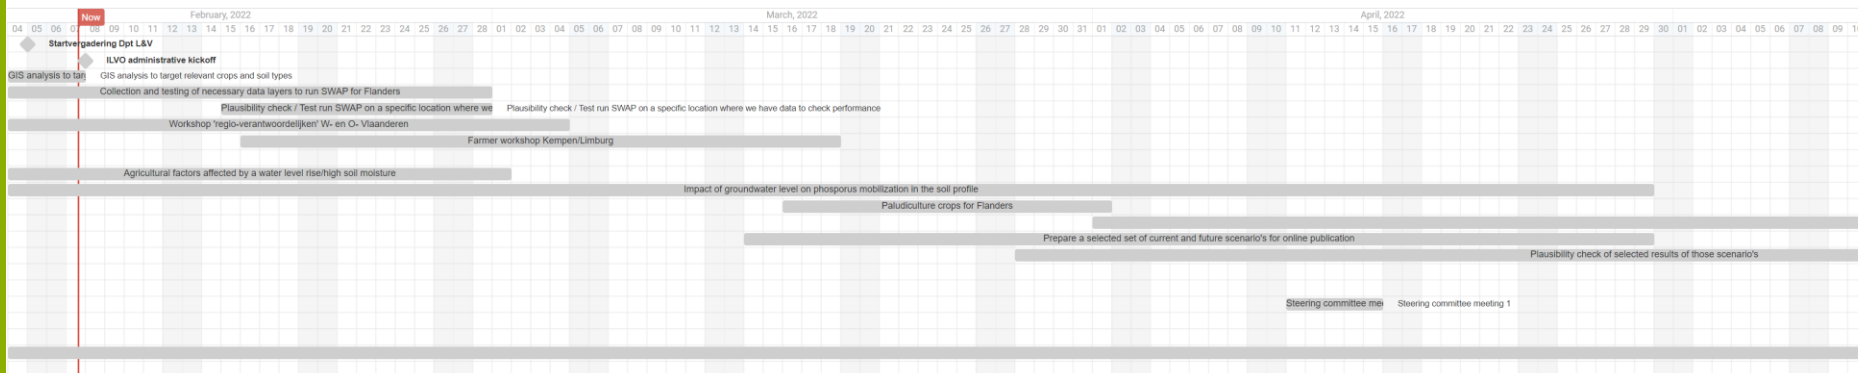 February, 2022 March, 2022 April, 2022
Now
04 05 06 07 08 09 10 11 12 13 14 15 16 17 18 19 20 21 22 23 24 25 26 27 28 01 02 03 04 05 06 07 08 09 10 11 12 13 14 15 16 17 18 19 20 21 22 23 24 25 26 27 28 29 30 31 01 02 03 04 05 06 07 08 09 10 11 12 13 14 15 16 17 18 19 20 21 22 23 24 25 26 27 28 29 30 01 02 03 04 05 06 07 08 09
Startvergadering Dpt L&V
ILVO administrative kickoff
GIS analysis to tar GIS analysis to target relevant crops and soil types
Collection and testing of necessary data layers to run SWAP for Flanders
Plausibility check / Test run SWAP on a specific location where we Plausibility check / Test run SWAP on a specific location where we have data to check performance
Workshop 'regio-verantwoordelijken' W- en O- Vlaanderen
Farmer workshop Kempen/Limburg
Agricultural factors affected by a water level rise/high soil moisture
Impact of groundwater level on phosporus mobilization in the soil profile
Paludiculture crops for Flanders
Prepare a selected set of current and future scenario's for online publication
Plausibility check of selected results of those scenario's
Steering committee mee Steering committee meeting 1